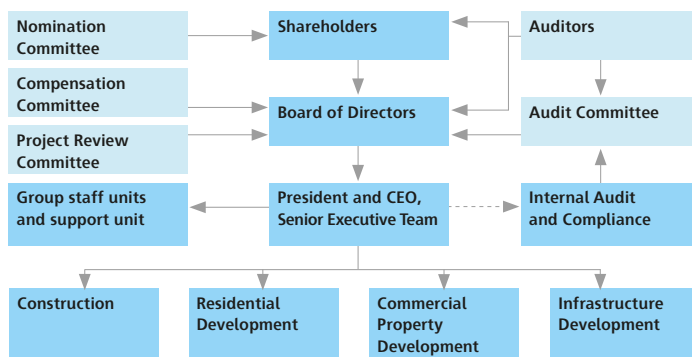 Nomination
Committee
Shareholders
Auditors
Compensation
Committee
Board of Directors
Audit Committee
Project Review
Committee
Group staff units
and support unit
President and CEO,
Senior Executive Team
Internal Audit
and Compliance
Construction
Residential
Development
Commercial
Property
Development
Infrastructure
Development